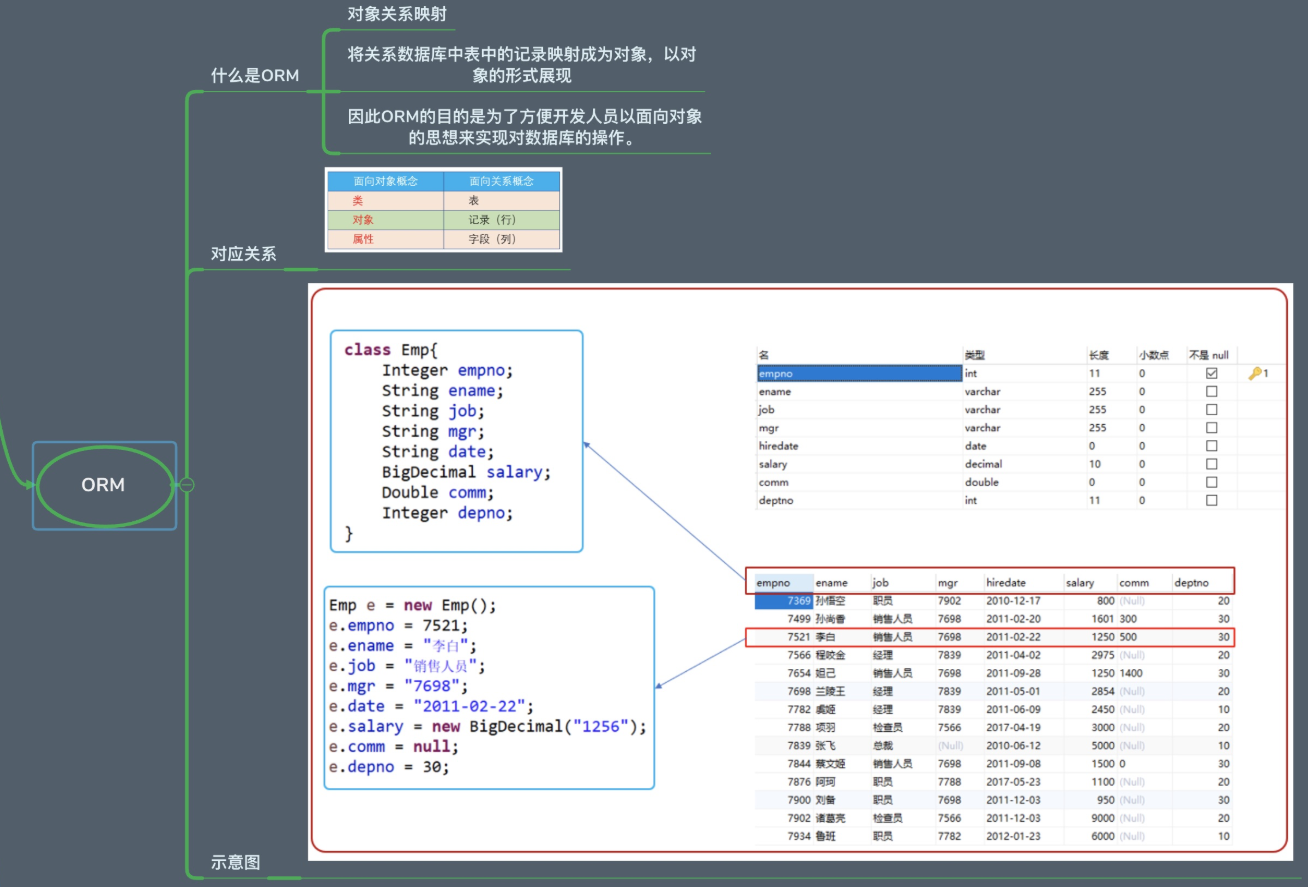 对象关系映射
将关系数据库中表中的记录映射成为对象，以对
象的形式展现
什么是ORM
因此ORM的目的是为了方便开发人员以面向对象
的思想来实现对数据库的操作。
面向对象概念 面向关系概念
类 表
对象 记录（行）
属性 字段（列）
对应关系
ORM
class Emp{
Integer empno;
String ename;
String job;
String mgr;
String date;
BigDecimal salary;
Double comm;
Integer depno;
}
名 类型 长度 小数点 不是 null
empno int 11 0 1
ename varchar 255 0
job varchar 255 0
mgr varchar 255 0
hiredate date 0 0
salary decimal 10 0
comm double 0 0
deptno int 11 0
Emp e = new Emp();
e.empno = 7521;
e.ename = "李白";
e.job = "销售人员";
e.mgr = "7698";
e.date = "2011-02-22";
e.salary = new BigDecimal("1256");
e.comm = null;
e.depno = 30;
empno ename job mgr hiredate salary comm deptno
7369 孙悟空 职员 7902 2010-12-17 800 (Null) 20
7499 孙尚香 销售人员 7698 2011-02-20 1601 300 30
7521 李白 销售人员 7698 2011-02-22 1250 500 30
7566 程咬金 经理 7839 2011-04-02 2975 (Null) 20
7654 妲己 销售人员 7698 2011-09-28 1250 1400 30
7698 兰陵王 经理 7839 2011-05-01 2854 (Null) 20
7782 虞姬 经理 7839 2011-06-09 2450 (Null) 10
7788 项羽 检查员 7566 2017-04-19 3000 (Null) 20
7839 张飞 总裁 (Null) 2010-06-12 5000 (Null) 10
7844 蔡文姬 销售人员 7698 2011-09-08 1500 0 30
7876 阿珂 职员 7788 2017-05-23 1100 (Null) 20
7900 刘备 职员 7698 2011-12-03 950 (Null) 30
7902 诸葛亮 检查员 7566 2011-12-03 9000 (Null) 20
7934 鲁班 职员 7782 2012-01-23 6000 (Null) 10
示意图